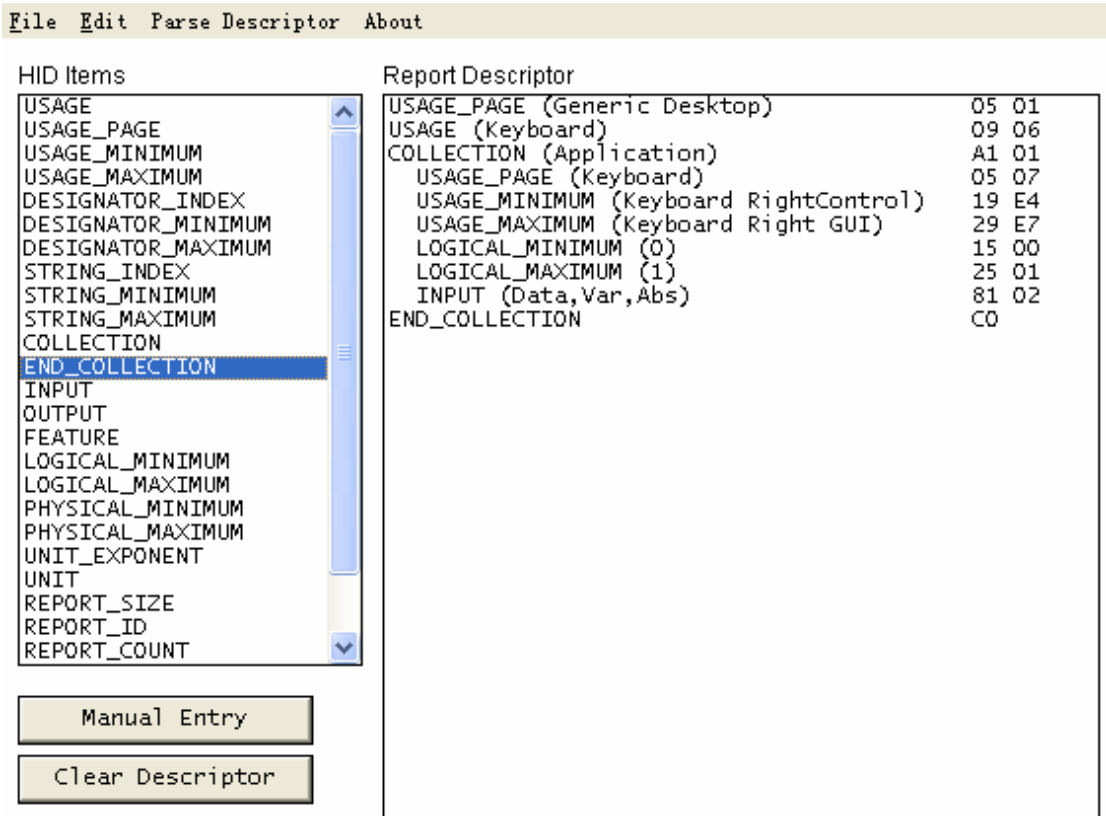 File Edit Parse Descriptor About
HID Items
USAGE
USAGE_PAGE
USAGE_MINIMUM
USAGE_MAXIMUM
DESIGNATOR_INDEX
DESIGNATOR_MINIMUM
DESIGNATOR_MAXIMUM
STRING_INDEX
STRING_MINIMUM
STRING_MAXIMUM
COLLECTION
END_COLLECTION
INPUT
OUTPUT
FEATURE
LOGICAL_MINIMUM
LOGICAL_MAXIMUM
PHYSICAL_MINIMUM
PHYSICAL_MAXIMUM
UNIT_EXPONENT
UNIT
REPORT_SIZE
REPORT_ID
REPORT_COUNT
Manual Entry
Clear Descriptor
Report Descriptor
USAGE_PAGE (Generic Desktop) 05 01
USAGE (Keyboard) 09 06
COLLECTION (Application) A1 01
USAGE_PAGE (Keyboard) 05 07
USAGE_MINIMUM (Keyboard RightControl) 19 E4
USAGE_MAXIMUM (Keyboard Right GUI) 29 E7
LOGICAL_MINIMUM (0) 15 00
LOGICAL_MAXIMUM (1) 25 01
INPUT (Data,Var,Abs) 81 02
END_COLLECTION C0